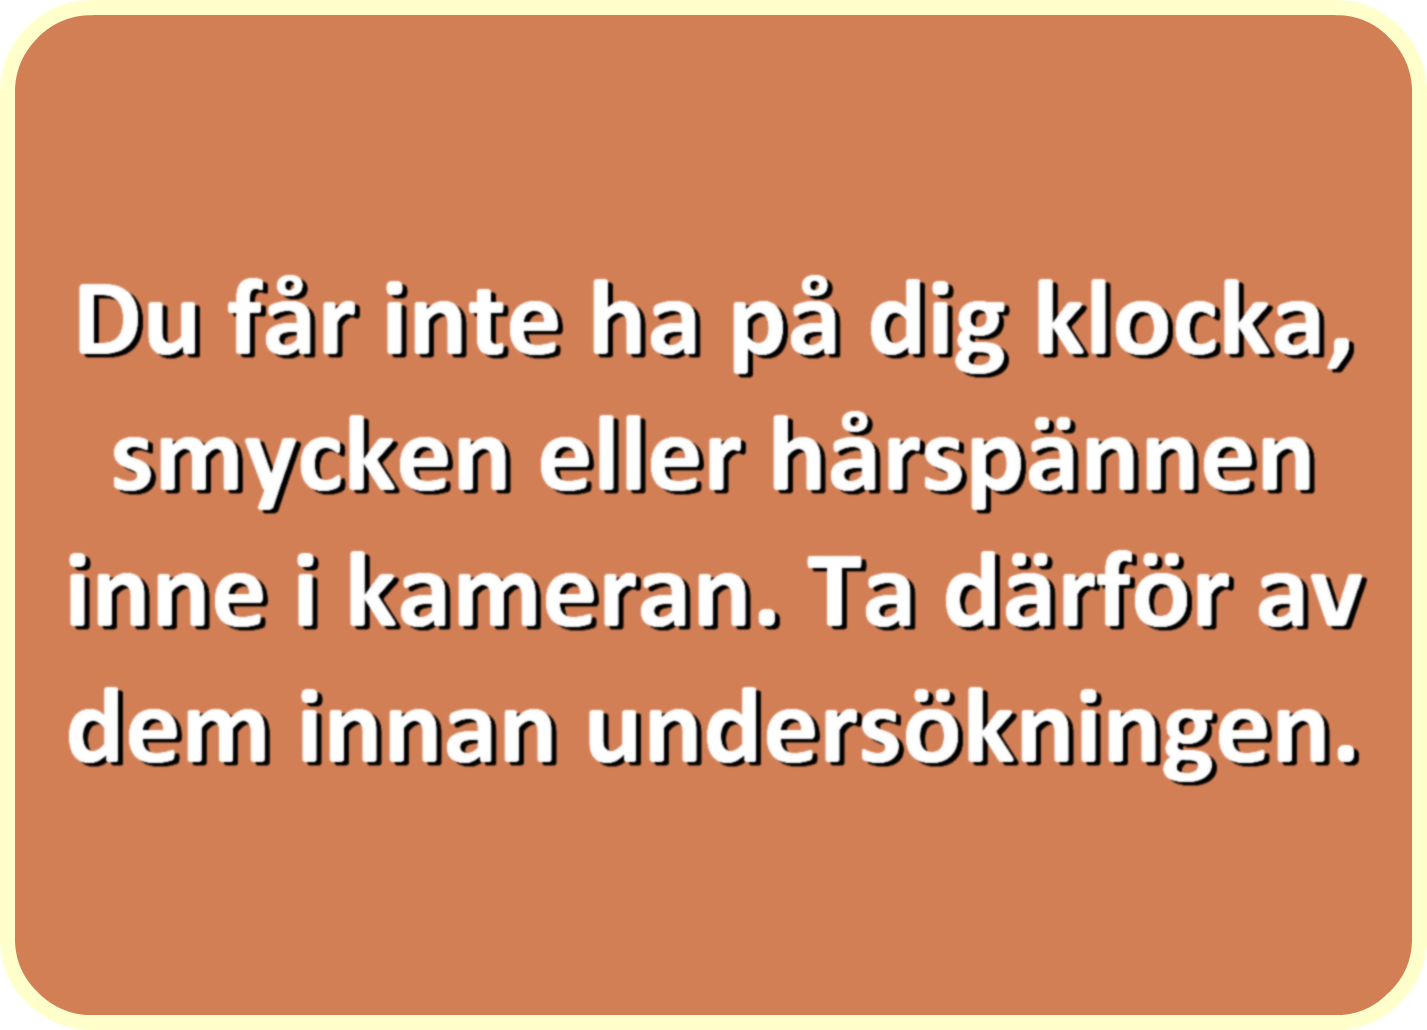 Du får inte ha på dig klocka,
smycken eller hårspännen
inne i kameran. Ta därför av
dem innan undersökningen.